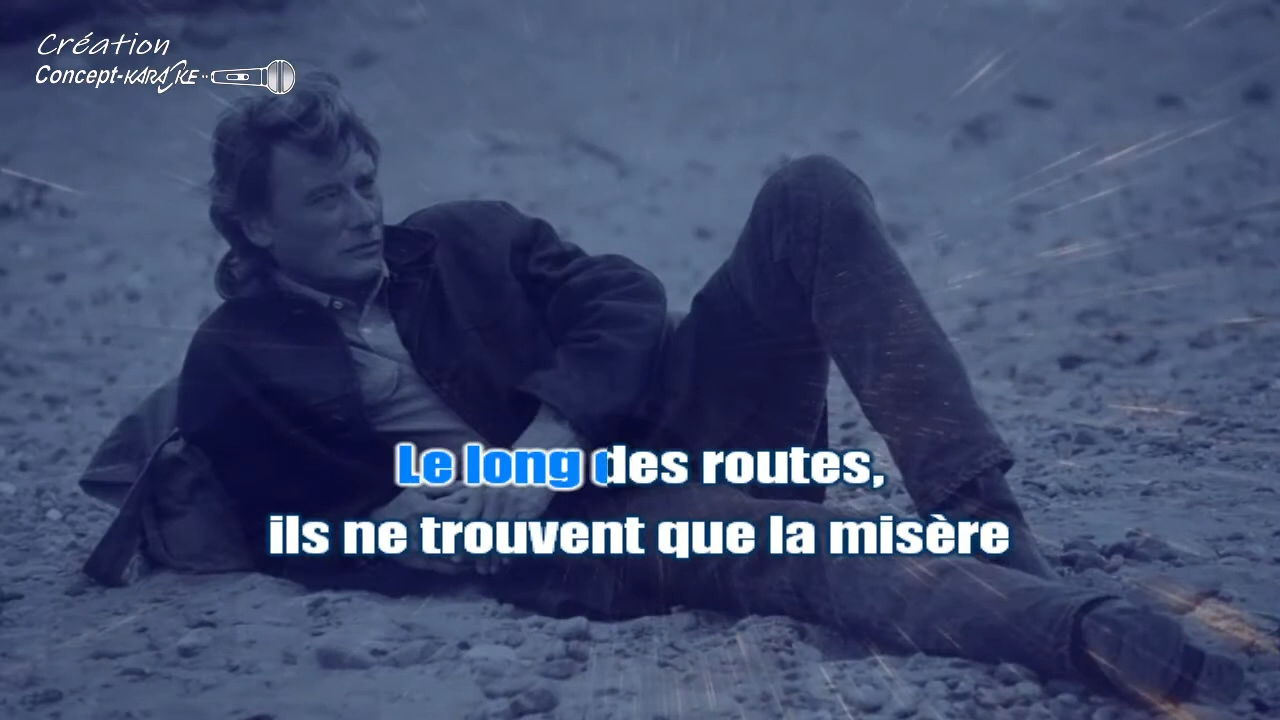 Création
Concept-KARAOKE
Le long des routes,
ils ne trouvent que la misère